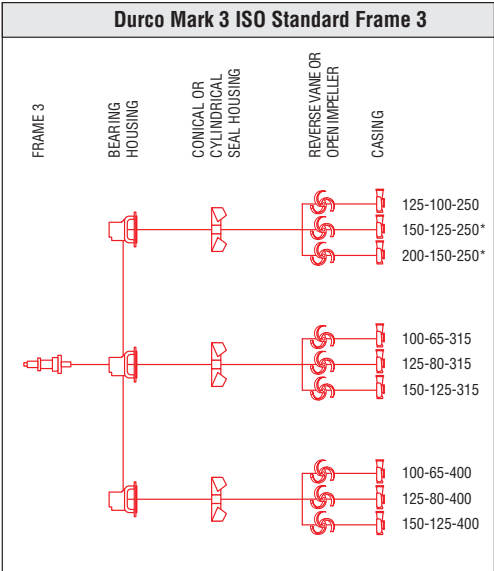 Durco Mark 3 ISO Standard Frame 3
FRAME 3
BEARING
HOUSING
CONICAL OR
CYLINDRICAL
SEAL HOUSING
REVERSE VANE OR
OPEN IMPELLER
CASING
125-100-250
150-125-250*
200-150-250*
100-65-315
125-80-315
150-125-315
100-65-400
125-80-400
150-125-400